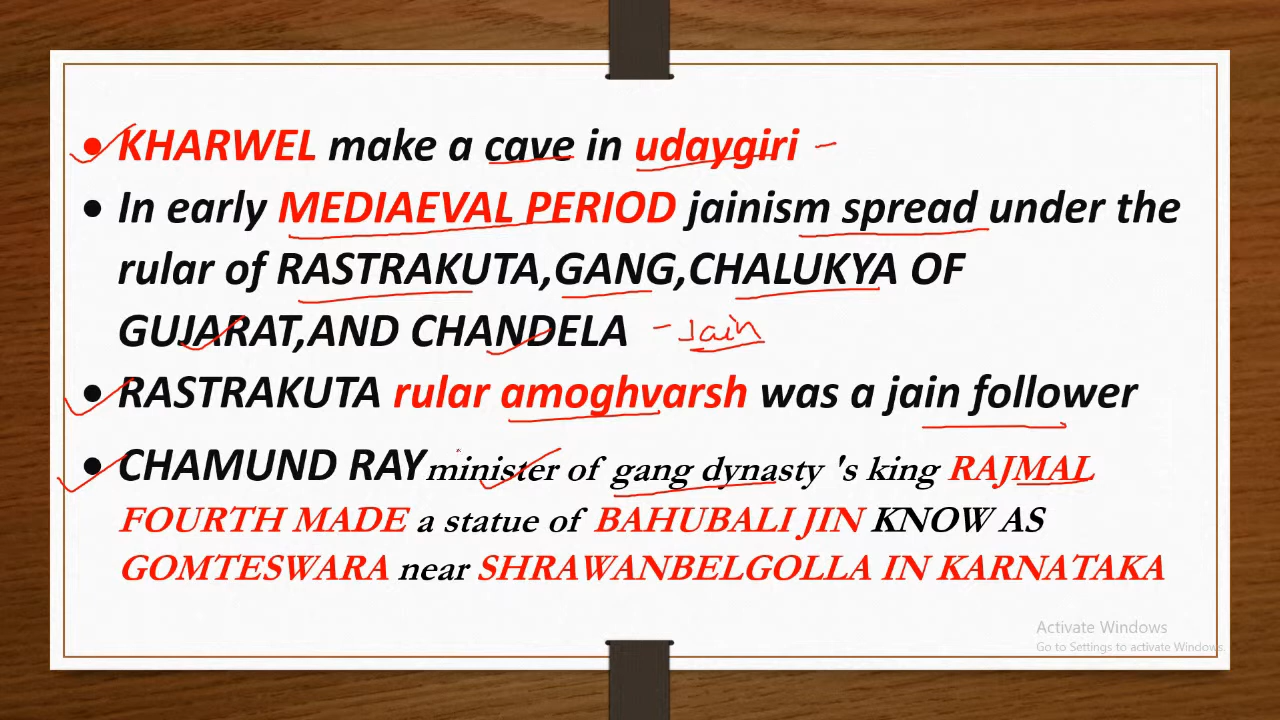 KHARWEL make a cave in udaygiri
In early MEDIAEVAL PERIOD jainism spread under the
rular of RASTRAKUTA,GANG,CHALUKYA OF
GUJARAT,AND CHANDELA - Jain
RASTRAKUTA rular amoghvarsh was a jain follower
CHAMUND RAY minister of gang dynasty 's king RAJMAL
FOURTH MADE a statue of BAHUBALI JIN KNOW AS
GOMTESWARA near SHRAWANBELGOLLA IN KARNATAKA
Activate Windows
Go to Settings to activate Windows.